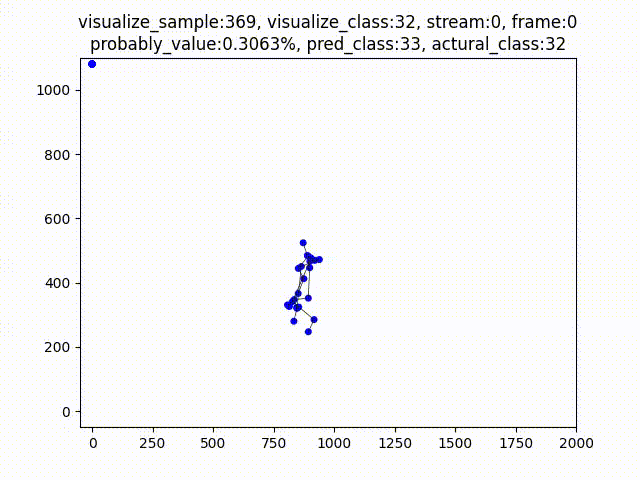 visualize_sample:369, visualize_class:32, stream:0, frame:0
probably_value:0.3063%, pred_class:33, actural_class:32
1000
800
600
400
200
0
0 250 500 750 1000 1250 1500 1750 2000